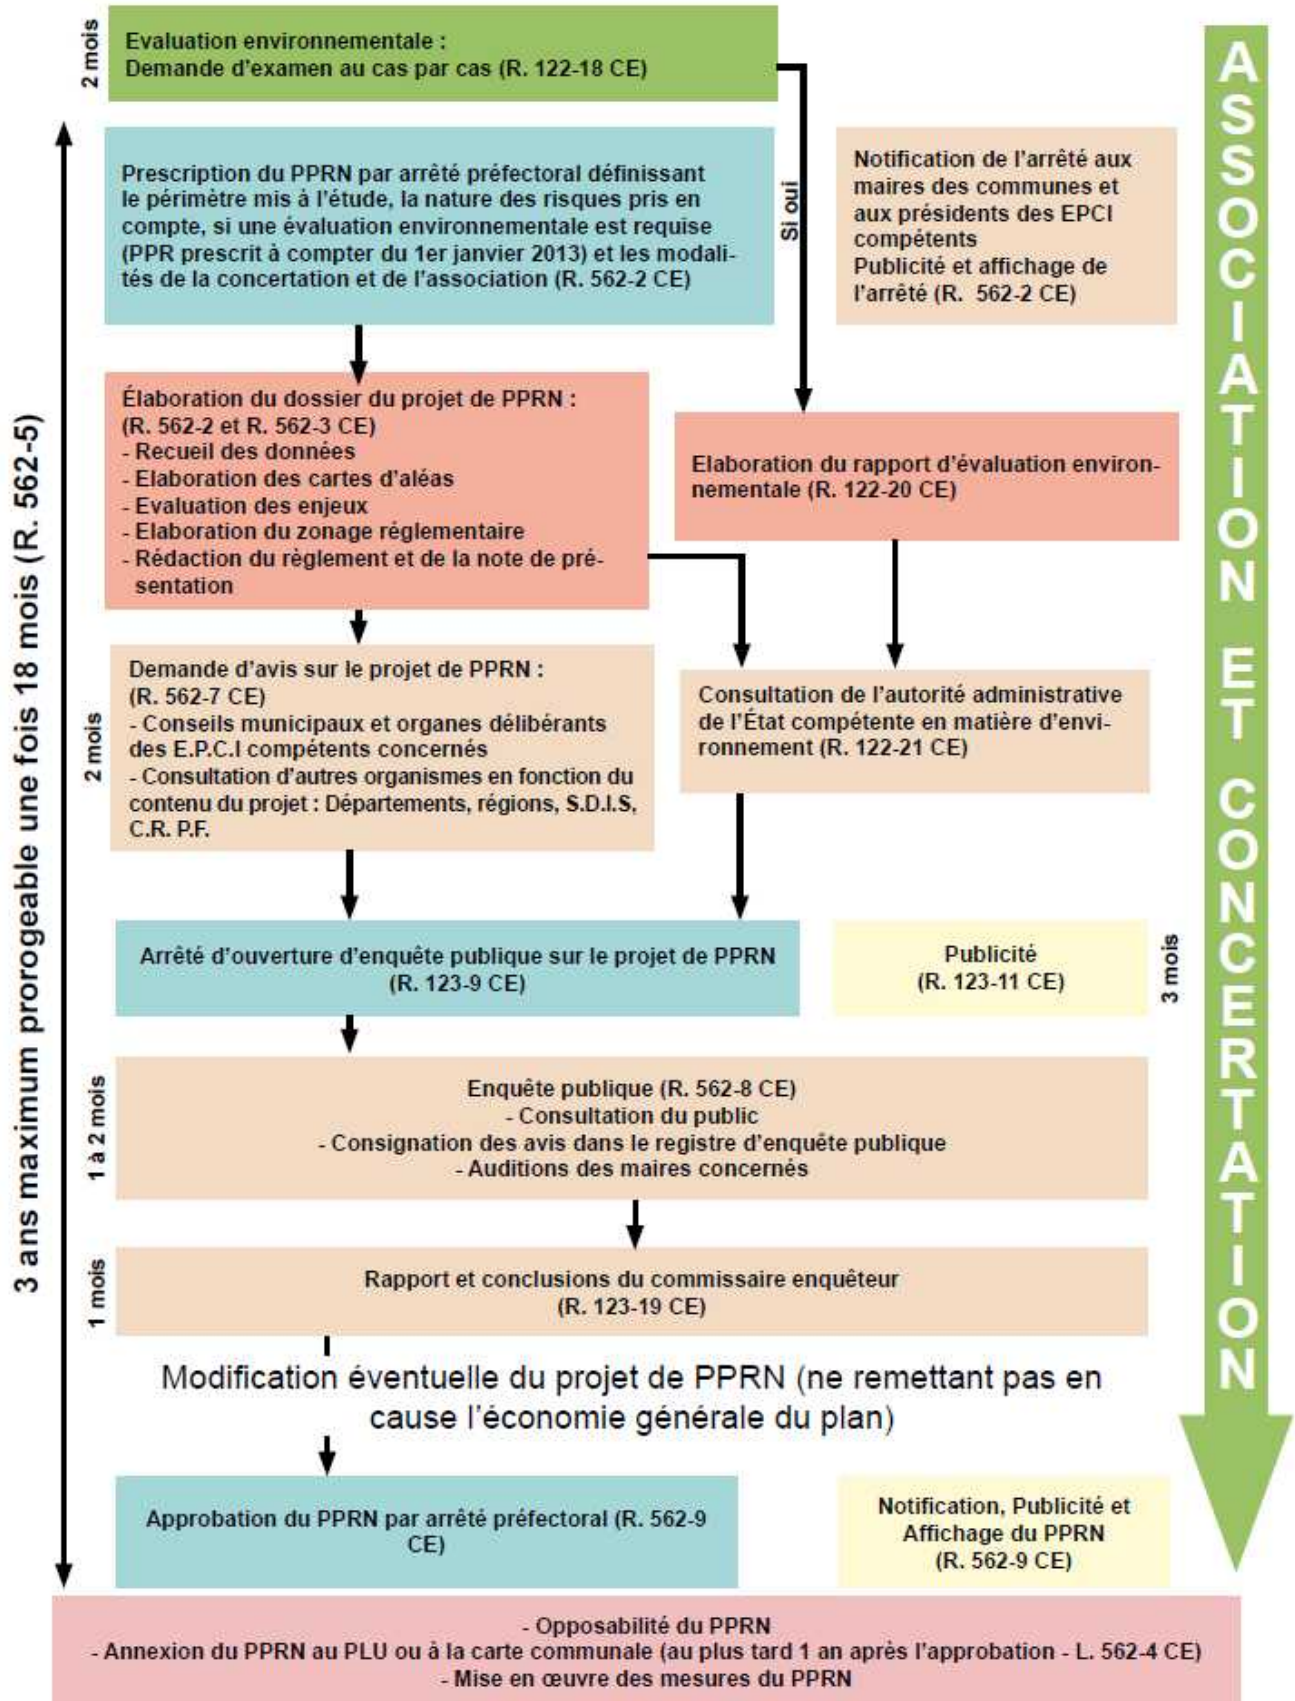 2 mois
Evaluation environnementale :
Demande d'examen au cas par cas (R. 122-18 CE)
Si oui
Prescription du PPRN par arrêté préfectoral définissant
le périmètre mis à l'étude, la nature des risques pris en
compte, si une évaluation environnementale est requise
(PPR prescrit à compter du 1er janvier 2013) et les modali-
tés de la concertation et de l'association (R. 562-2 CE)
Notification de l'arrêté aux
maires des communes et
aux présidents des EPCI
compétents
Publicité et affichage de
l'arrêté (R. 562-2 CE)
Élaboration du dossier du projet de PPRN :
(R. 562-2 et R. 562-3 CE)
- Recueil des données
- Elaboration des cartes d'aléas
- Evaluation des enjeux
- Elaboration du zonage réglementaire
- Rédaction du règlement et de la note de pré-
sentation
Elaboration du rapport d'évaluation environ-
nementale (R. 122-20 CE)
2 mois
Demande d'avis sur le projet de PPRN :
(R. 562-7 CE)
- Conseils municipaux et organes délibérants
des E.P.C.I compétents concernés
- Consultation d'autres organismes en fonction du
contenu du projet : Départements, régions, S.D.I.S,
C.R. P.F.
Consultation de l'autorité administrative
de l'État compétente en matière d'envi-
ronnement (R. 122-21 CE)
Arrêté d'ouverture d'enquête publique sur le projet de PPRN
(R. 123-9 CE)
Publicité
(R. 123-11 CE)
3 mois
1 à 2 mois
Enquête publique (R. 562-8 CE)
- Consultation du public
- Consignation des avis dans le registre d'enquête publique
- Auditions des maires concernés
1 mois
Rapport et conclusions du commissaire enquêteur
(R. 123-19 CE)
Modification éventuelle du projet de PPRN (ne remettant pas en
cause l'économie générale du plan)
Approbation du PPRN par arrêté préfectoral (R. 562-9
CE)
Notification, Publicité et
Affichage du PPRN
(R. 562-9 CE)
- Opposabilité du PPRN
- Annexion du PPRN au PLU ou à la carte communale (au plus tard 1 an après l'approbation - L. 562-4 CE)
- Mise en œuvre des mesures du PPRN
3 ans maximum prorogeable une fois 18 mois (R. 562-5)
ASSOCIATION ET CONCERTATION